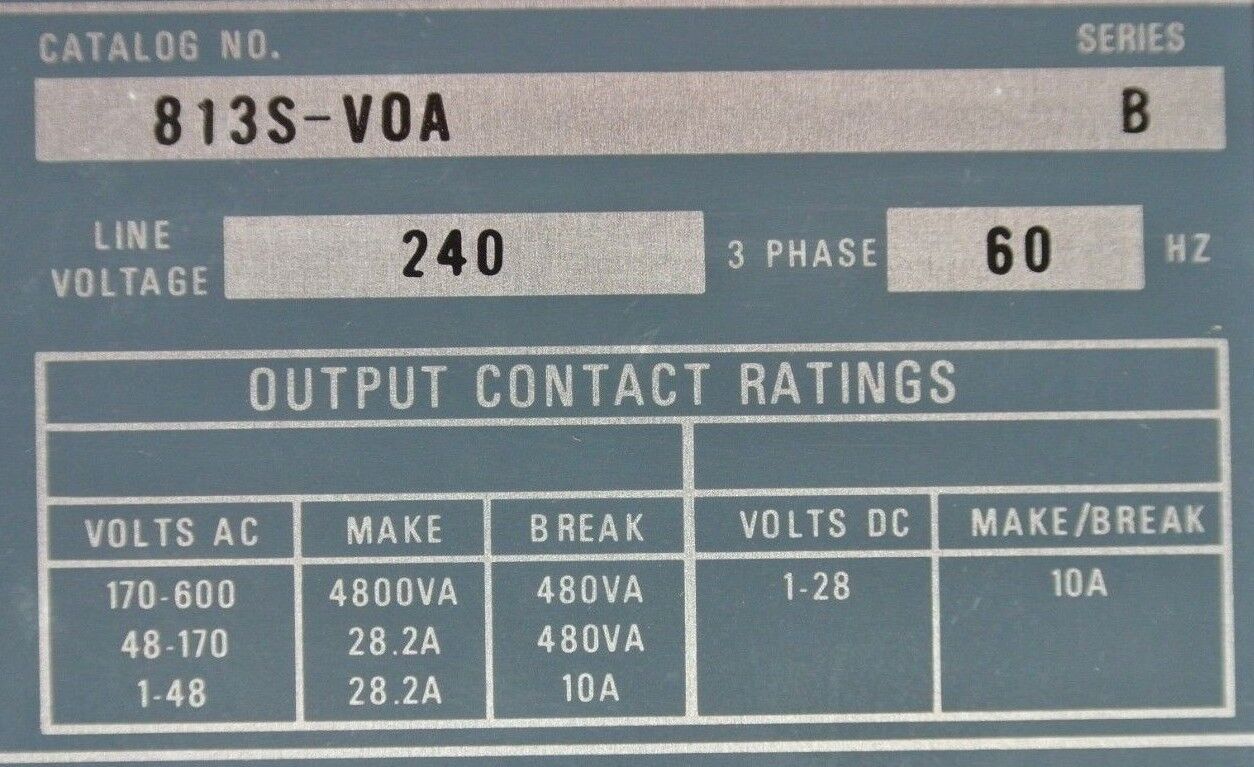 CATALOG NO. SERIES
813S-VOA B
LINE VOLTAGE 240 3 PHASE 60 HZ
OUTPUT CONTACT RATINGS
VOLTS AC MAKE BREAK VOLTS DC MAKE/BREAK
170-600 4800VA 480VA 1-28 10A
48-170 28.2A 480VA
1-48 28.2A 10A